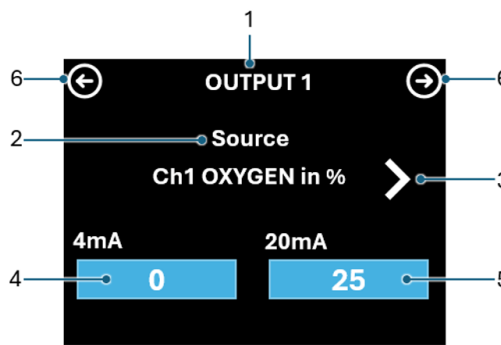 1
6 OUTPUT 1 6
2 Source
Ch1 OXYGEN in % 3
4mA 20mA
4 0 25 5